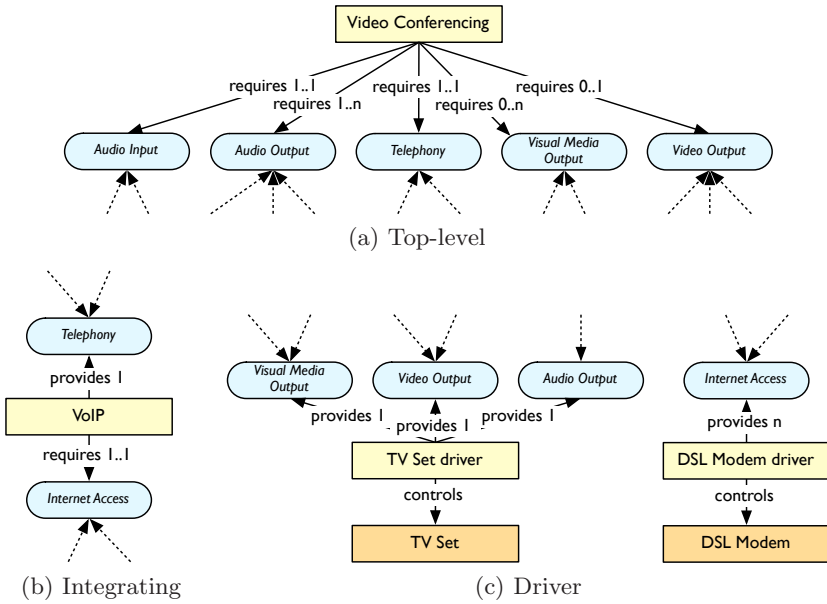 Video Conferencing
requires 1..1
requires 1..n
requires 1..1
requires 0..n
requires 0..1
Audio Input
Audio Output
Telephony
Visual Media
Output
Video Output
(a) Top-level
Telephony
provides 1
VoIP
requires 1..1
Internet Access
(b) Integrating
Visual Media
Output
Video Output
Audio Output
provides 1
provides 1
provides 1
TV Set driver
controls
TV Set
Internet Access
provides n
DSL Modem driver
controls
DSL Modem
(c) Driver